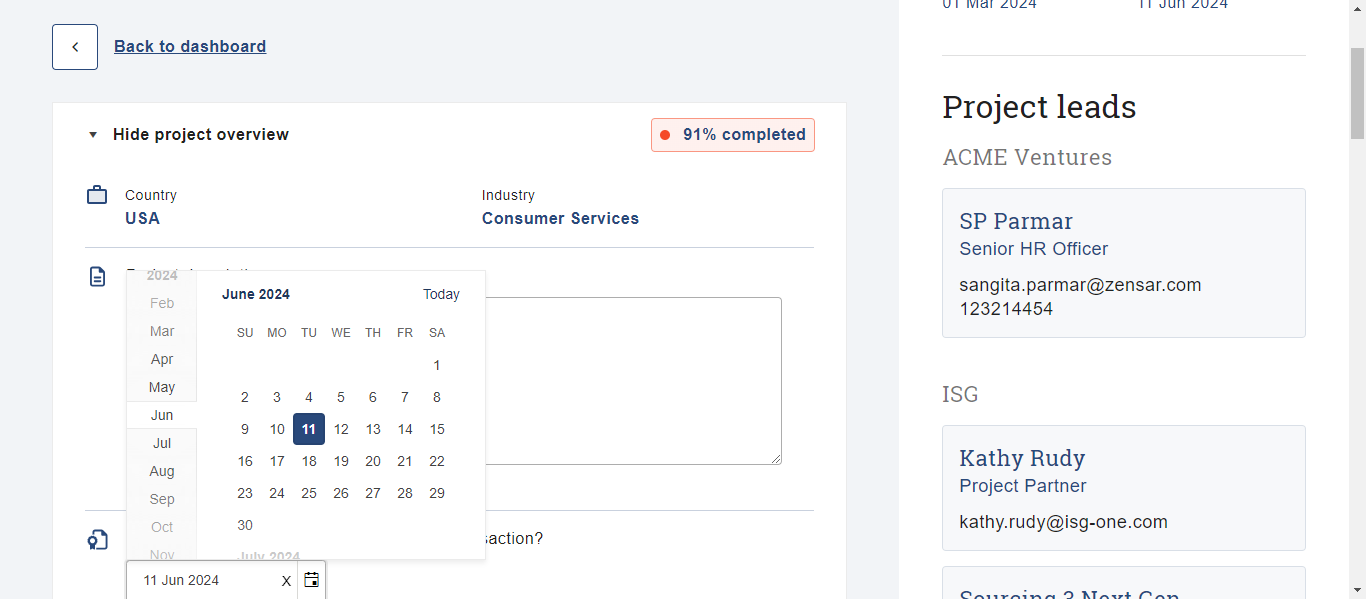 Back to dashboard
Hide project overview
91% completed
Country
USA
Industry
Consumer Services
2024
Feb
Mar
Apr
May
Jun
Jul
Aug
Sep
Oct
Nov
June 2024
Today
SU MO TU WE TH FR SA
1
2 3 4 5 6 7 8
9 10 11 12 13 14 15
16 17 18 19 20 21 22
23 24 25 26 27 28 29
30
July 2024
saction?
11 Jun 2024 X
01 Mar 2024
11 Jun 2024
Project leads
ACME Ventures
SP Parmar
Senior HR Officer
sangita.parmar@zensar.com
123214454
ISG
Kathy Rudy
Project Partner
kathy.rudy@isg-one.com
Sourcing 3 Next Gen